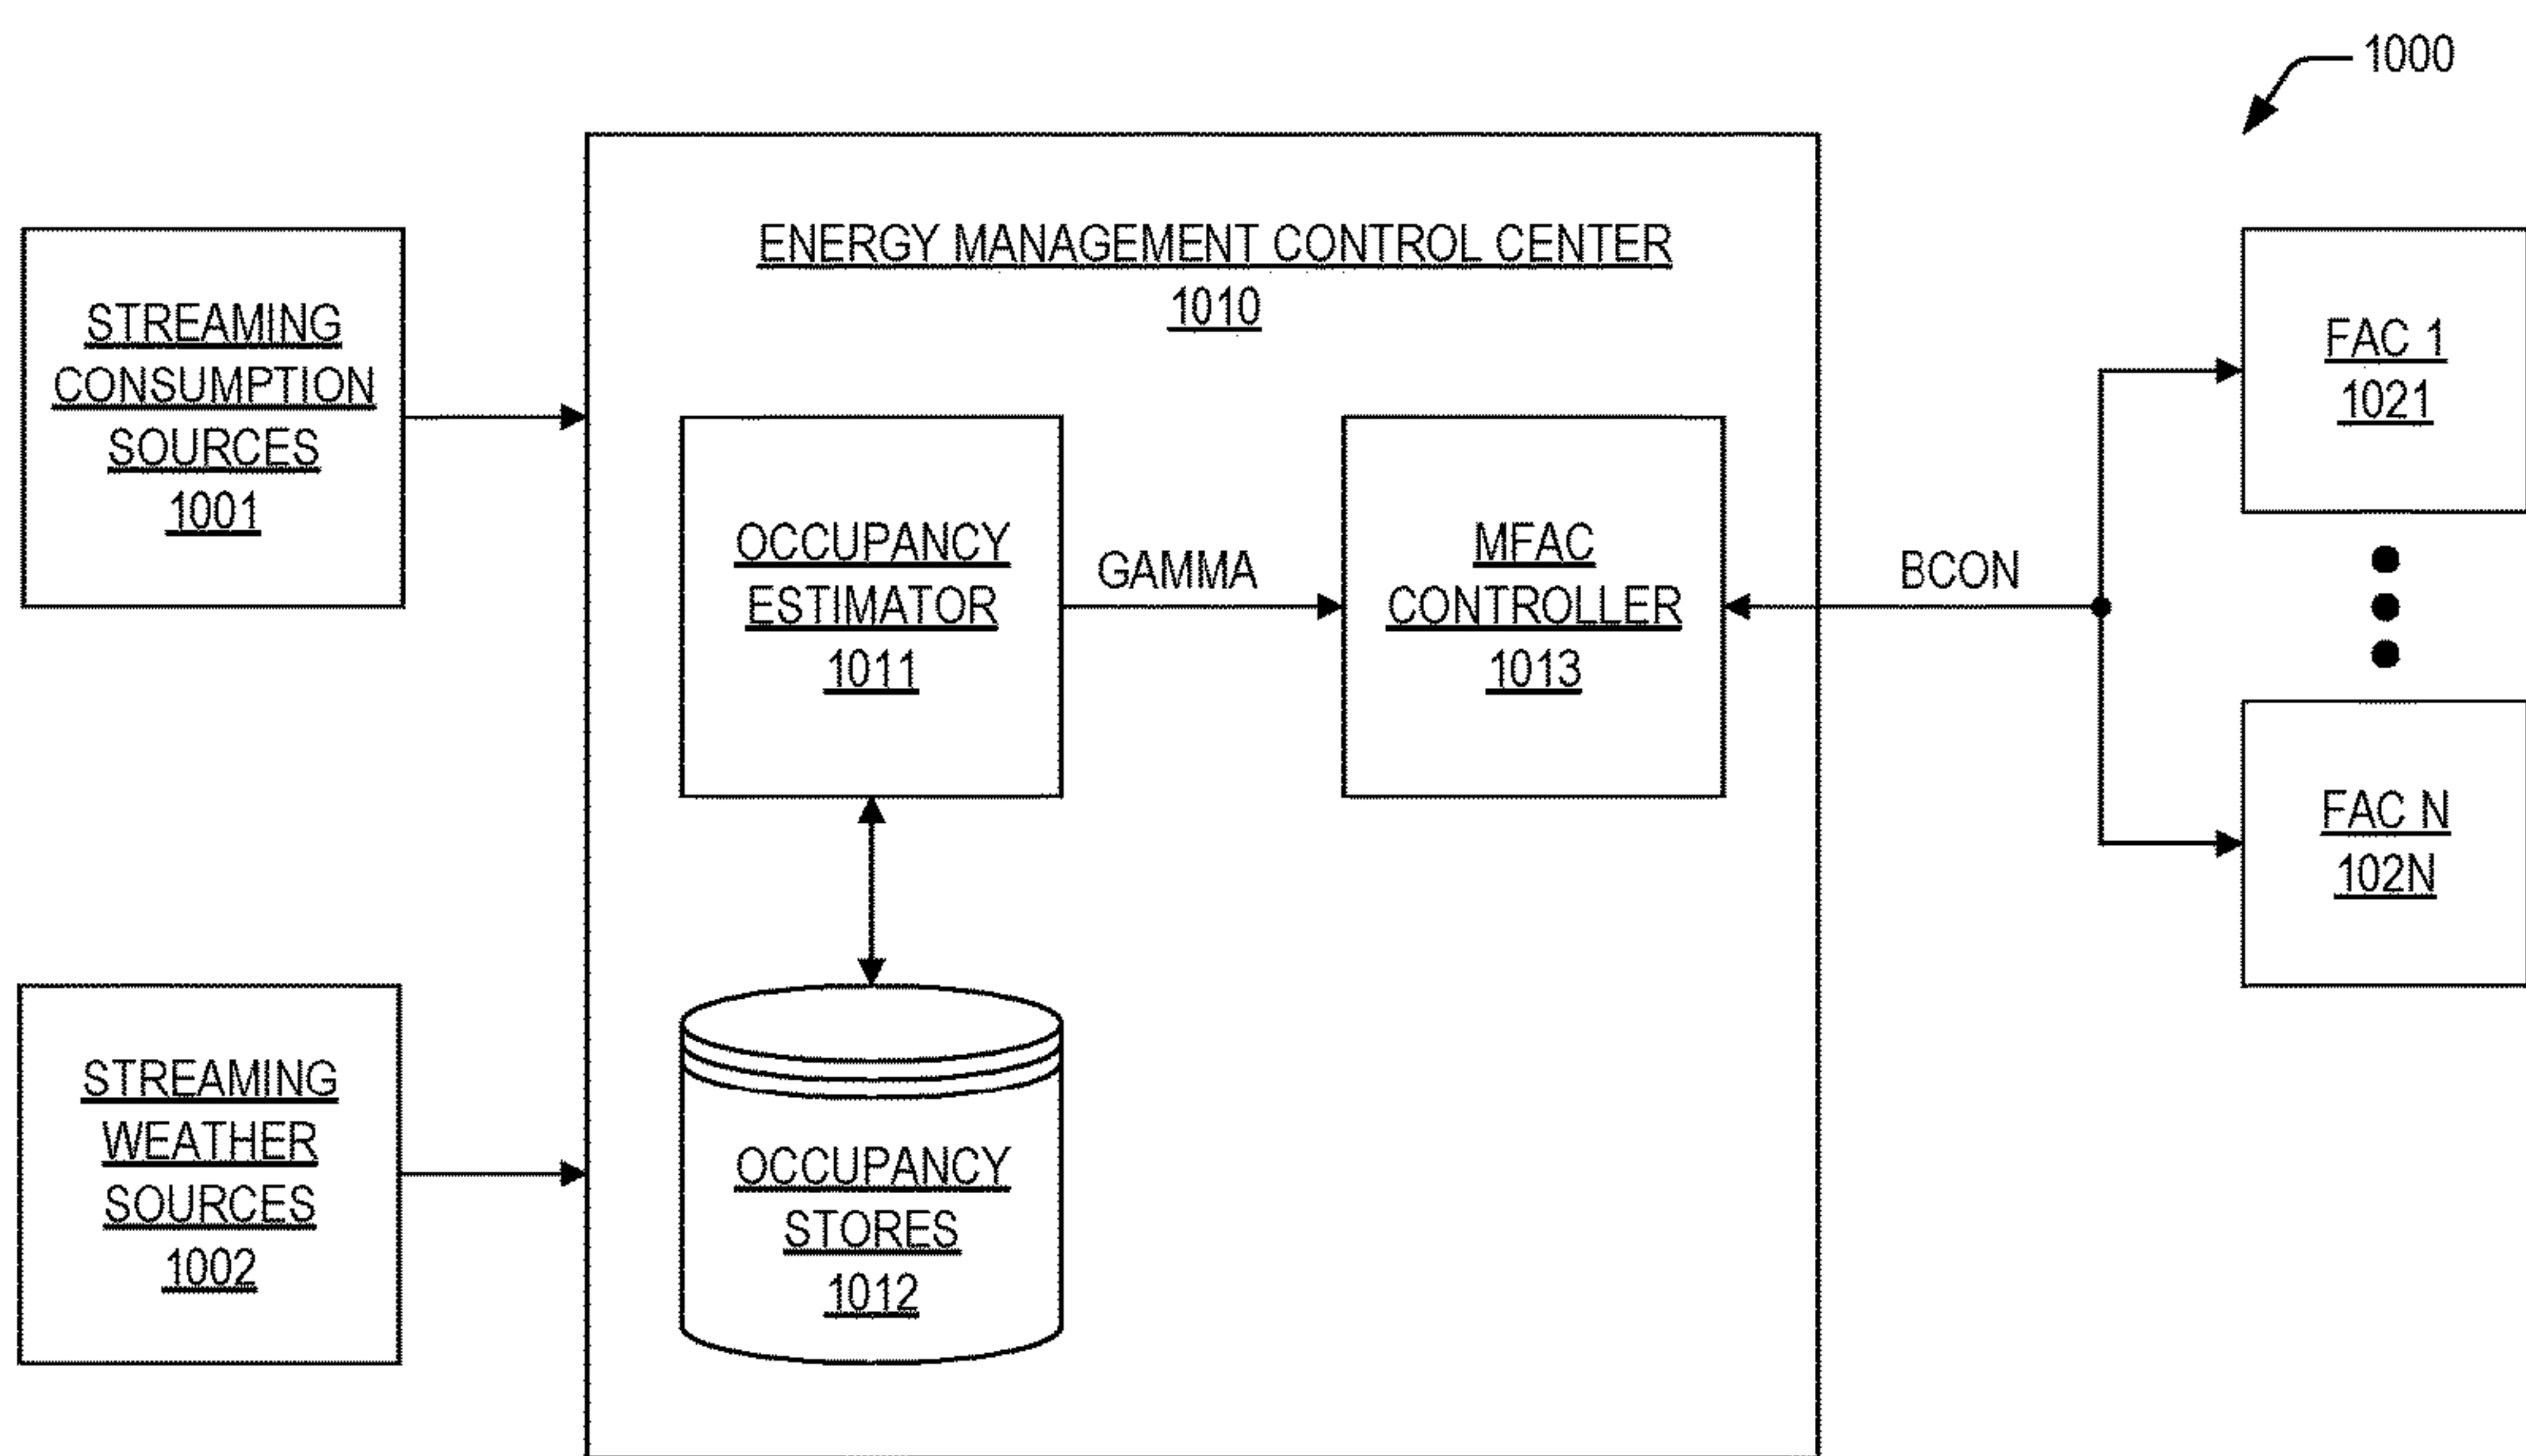 1000
ENERGY MANAGEMENT CONTROL CENTER
1010
STREAMING
CONSUMPTION
SOURCES
1001
STREAMING
WEATHER
SOURCES
1002
OCCUPANCY
ESTIMATOR
1011
GAMMA
MFAC
CONTROLLER
1013
OCCUPANCY
STORES
1012
BCON
FAC 1
1021
FAC N
102N